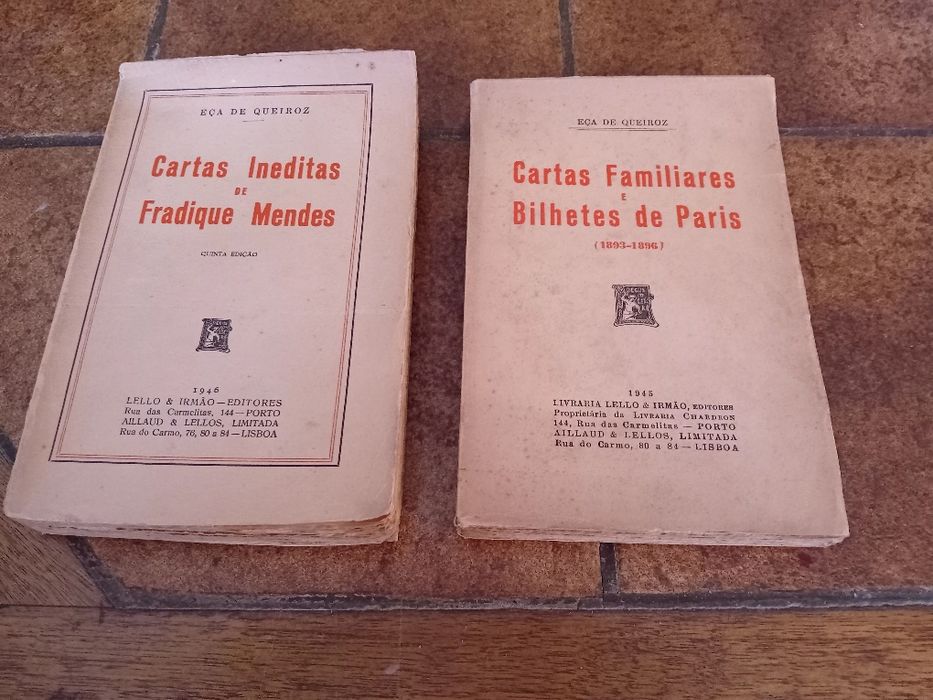 EÇA DE QUEIROZ
Cartas Ineditas
DE
Fradique Mendes
QUINTA EDIÇÃO
1946
LELLO & IRMÃO — EDITORES
Rua das Carmelitas, 144 — PORTO
AILLAUD & LELLOS, LIMITADA
Rua do Carmo, 76, 80 a 84 — LISBOA
EÇA DE QUEIROZ
Cartas Familiares
E
Bilhetes de Paris
(1893-1896)
1945
LIVRARIA LELLO & IRMÃO, EDITORES
Proprietária da LIVRARIA CHARDRON
144, Rua das Carmelitas — PORTO
AILLAUD & LELLOS, LIMITADA
Rua do Carmo, 80 a 84 — LISBOA